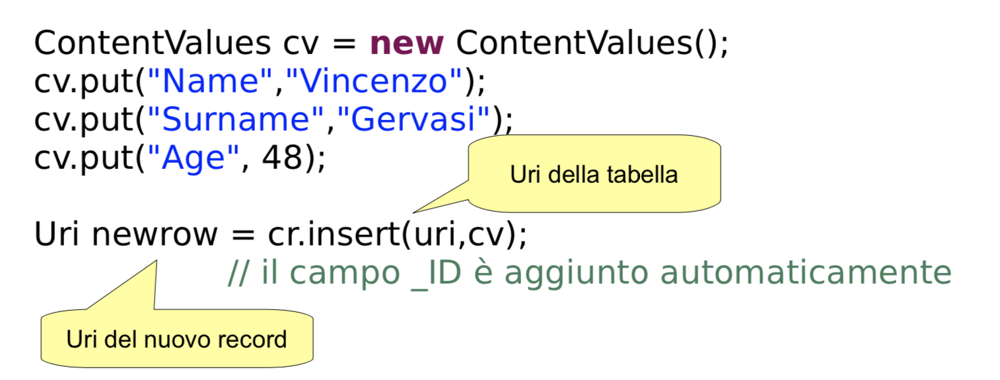 ContentValues cv = new ContentValues();
cv.put("Name","Vincenzo");
cv.put("Surname","Gervasi");
cv.put("Age", 48);
Uri della tabella
Uri newrow = cr.insert(uri,cv);
// il campo _ID è aggiunto automaticamente
Uri del nuovo record